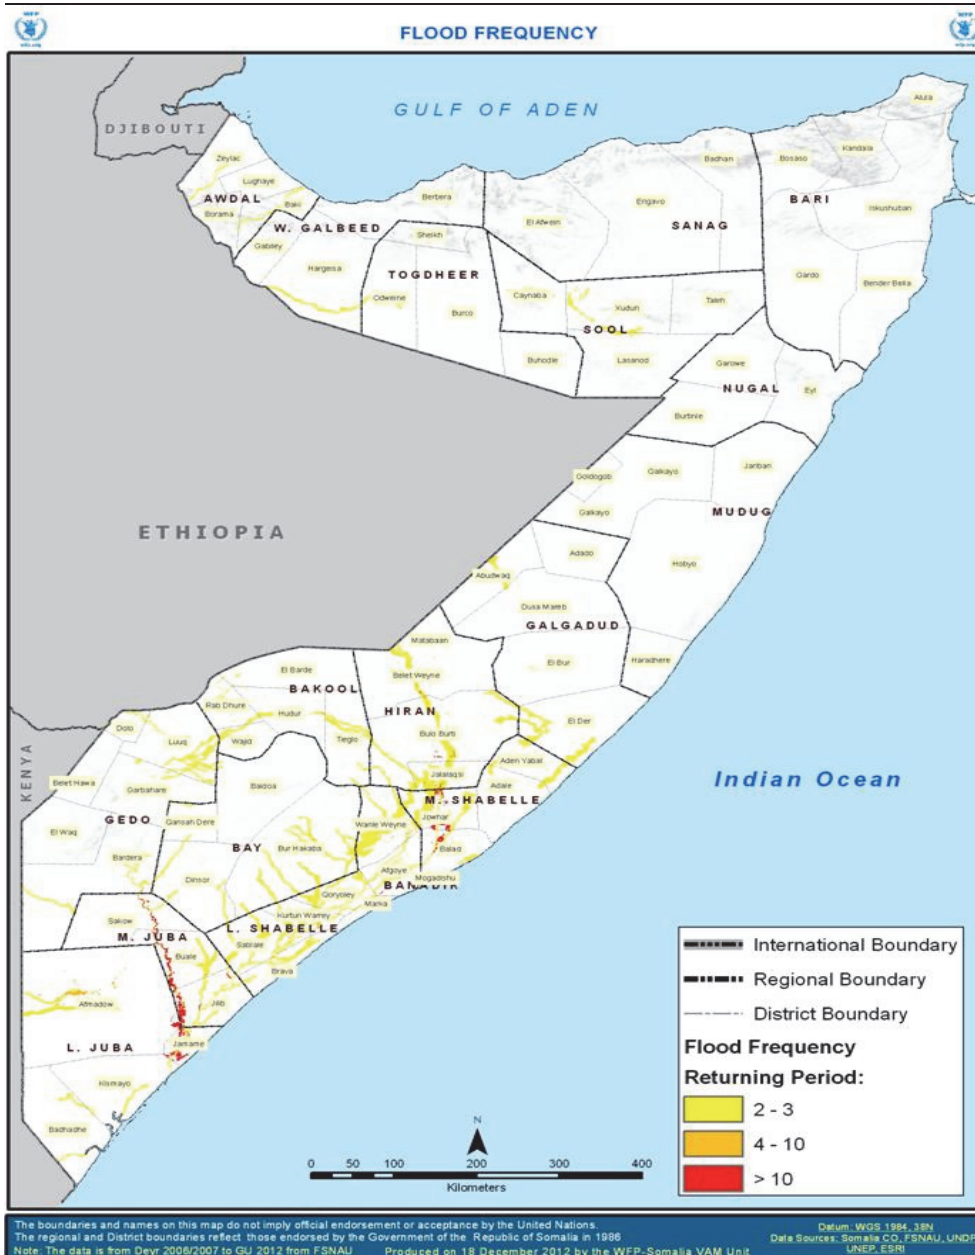 WFP
wfp.org
FLOOD FREQUENCY
WFP
wfp.org
GULF OF ADEN
DJIBOUTI
Alula
Kandala
Bosaso
Badhan
Zeylac
Lughaye
AWDAL
Baki
Borama
Berbera
Erigavo
BARI
Iskushuban
El Afwein
SANAG
W. GALBEED
Sheikh
Gabiley
Hargeisa
TOGDHEER
Gardo
Bender Beila
Odweine
Caynaba
Xudun
Taleh
Burco
SOOL
Buhodle
Lasanod
Garowe
NUGAL
Eyl
Burtinle
Jariban
Galkayo
Goldogob
Galkayo
MUDUG
ETHIOPIA
Adado
Hobyo
Abudwaq
Dusa Mareb
GALGADUD
Matabaan
El Bur
Haradhere
El Barde
Belet Weyne
BAKOOL
Rab Dhure
Hudur
HIRAN
El Der
Dolo
Luuq
Wajid
Tieglo
Bulo Burti
KENYA
Aden Yabal
Belet Hawa
Garbahare
Baidoa
Jalalaqsi
Adale
Indian Ocean
M. SHABELLE
GEDO
Gansah Dere
Wanle Weyne
Jowhar
El Waq
BAY
Bur Hakaba
Balad
Bardera
Dinsor
Afgoye
Mogadishu
BANADIR
Qoryoley
Marka
Sakow
Kurtun Warrey
L. SHABELLE
M. JUBA
Sablale
Buale
Brava
Afmadow
Jilib
L. JUBA
Jamame
Kismayo
Badhadhe
International Boundary
Regional Boundary
District Boundary
Flood Frequency
Returning Period:
2 - 3
4 - 10
> 10
N
0 50 100 200 300 400
Kilometers
The boundaries and names on this map do not imply official endorsement or acceptance by the United Nations.
The regional and District boundaries reflect those endorsed by the Government of the Republic of Somalia in 1986
Note: The data is from Deyr 2006/2007 to GU 2012 from FSNAU
Produced on 18 December 2012 by the WFP-Somalia VAM Unit
Datum: WGS 1984, 38N
Data Sources: Somalia CO, FSNAU, UNDP
UNEP, ESRI